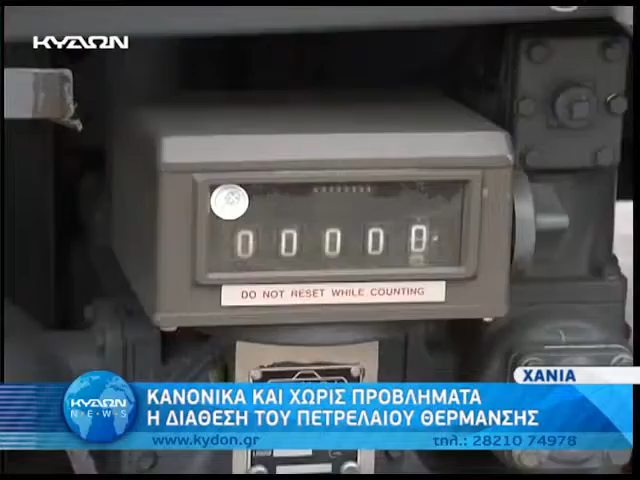 ΚΥΔΩΝ
00000
DO NOT RESET WHILE COUNTING
ΧΑΝΙΑ
ΚΥΔΩΝ
NEWS
ΚΑΝΟΝΙΚΑ ΚΑΙ ΧΩΡΙΣ ΠΡΟΒΛΗΜΑΤΑ
Η ΔΙΑΘΕΣΗ ΤΟΥ ΠΕΤΡΕΛΑΙΟΥ ΘΕΡΜΑΝΣΗΣ
www.kydon.gr
τηλ.: 28210 74978